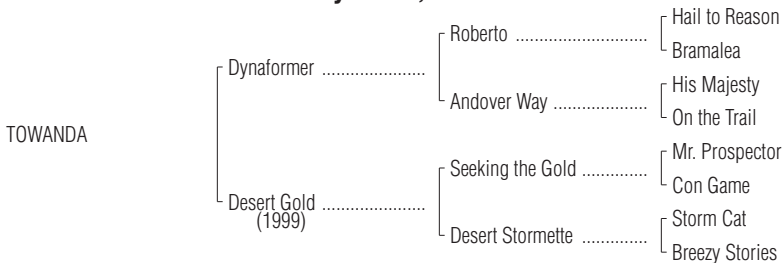 Roberto
Hail to Reason
Bramalea
Dynaformer
Andover Way
His Majesty
On the Trail
TOWANDA
Seeking the Gold
Mr. Prospector
Con Game
Desert Gold
(1999)
Desert Stormette
Storm Cat
Breezy Stories